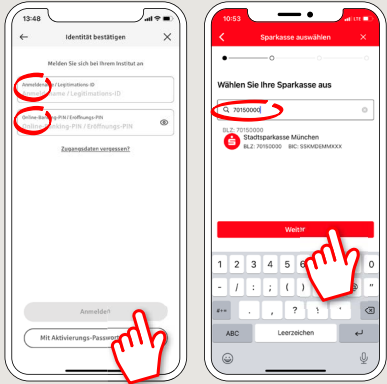 13:48
Identität bestätigen
Melden Sie sich bei Ihrem Institut an
Anmeldename / Legitimations-ID
Anmeldename / Legitimations-ID
Online-Banking-PIN / Eröffnungs-PIN
Online-Banking-PIN / Eröffnungs-PIN
Zugangsdaten vergessen?
Anmelden
Mit Aktivierungs-Passwort
10:53
LTE
Sparkasse auswählen
Wählen Sie Ihre Sparkasse aus
70150000
BLZ: 70150000
Stadtsparkasse München
BLZ: 70150000 BIC: SSKMDEMMXXX
Weiter
1 2 3 4 5 6 0
- / : ; ( ) @ "
#+= . , ? ! '
ABC Leerzeichen